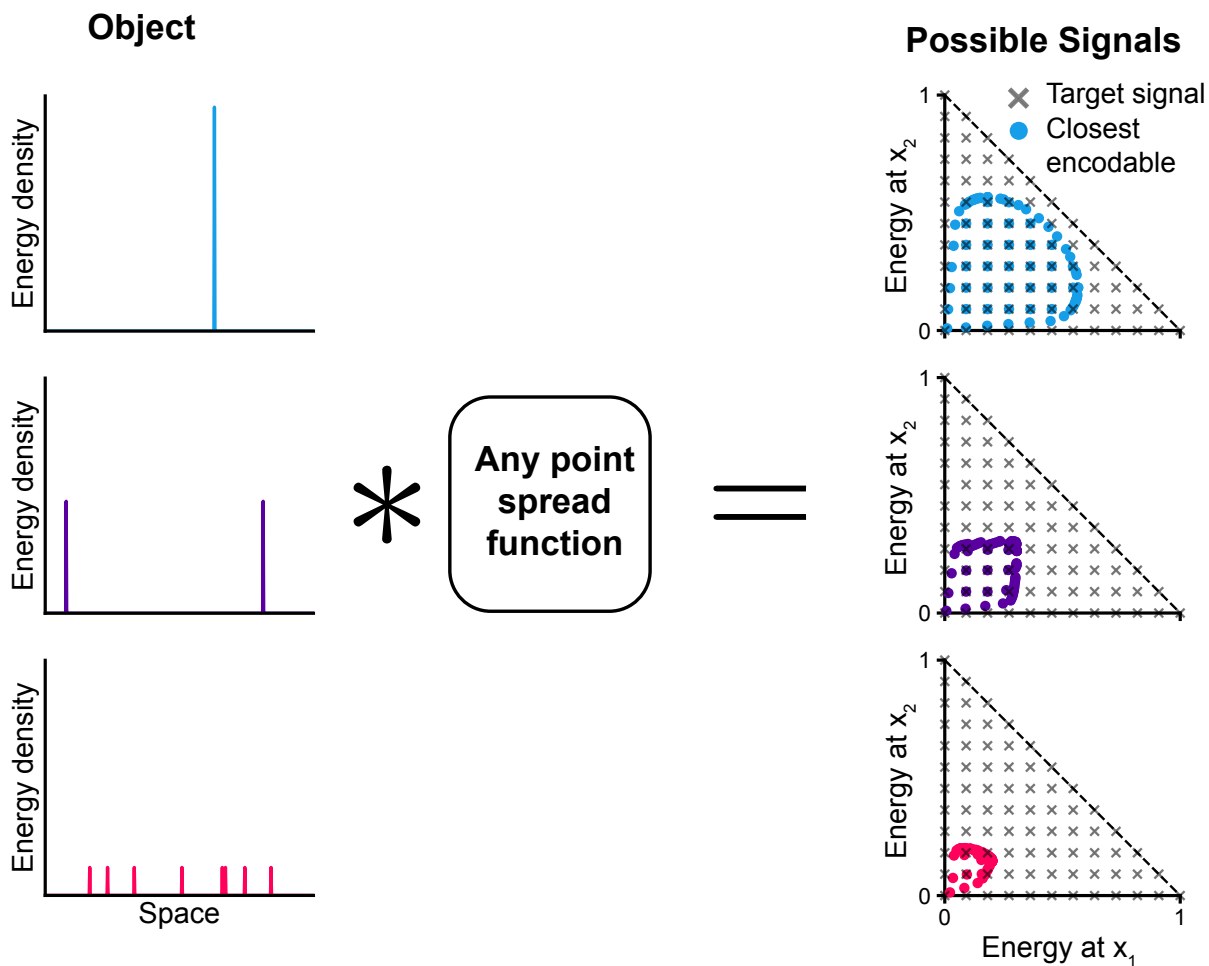 Object
Possible Signals
Energy density
1
Energy at x2
0
Target signal
Closest
encodable
Energy density
Any point
spread
function
*
=
1
Energy at x2
0
Energy density
Space
1
Energy at x2
0
0
1
Energy at x1